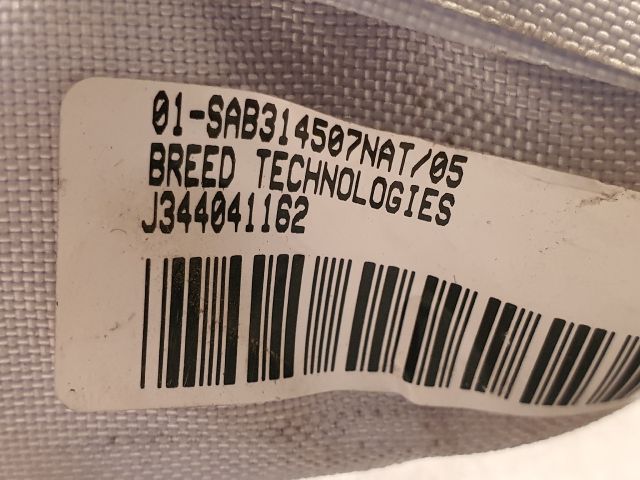 01-SAB314507NAT/05
BREED TECHNOLOGIES
J344041162